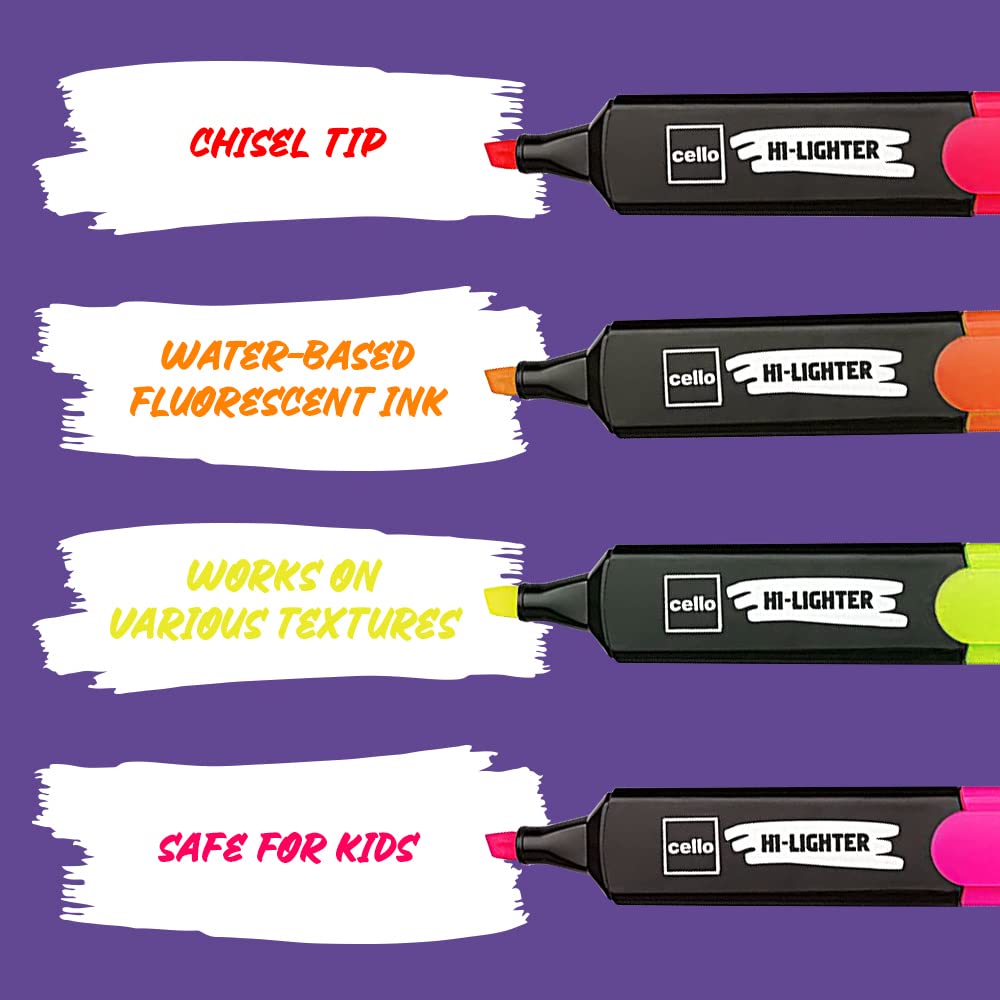 CHISEL TIP
cello HI-LIGHTER
WATER-BASED
FLUORESCENT INK
cello HI-LIGHTER
WORKS ON
VARIOUS TEXTURES
cello HI-LIGHTER
SAFE FOR KIDS
cello HI-LIGHTER